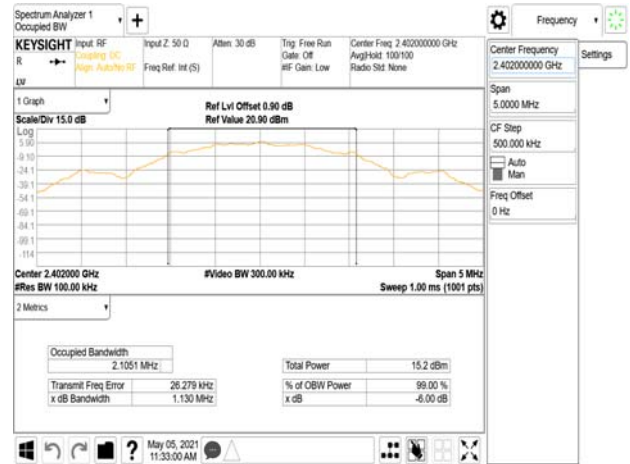 Spectrum Analyzer 1
Occupied BW
Frequency
KEYSIGHT
R
LV
Input: RF
Coupling: DC
Align: Auto/No RF
Input Z: 50 Ω
Freq Ref: Int (S)
Atten: 30 dB
Trig: Free Run
Gate: Off
#IF Gain: Low
Center Freq: 2.402000000 GHz
Avg|Hold: 100/100
Radio Std: None
Center Frequency
2.402000000 GHz
Settings
Span
5.0000 MHz
CF Step
500.000 kHz
Auto
Man
Freq Offset
0 Hz
1 Graph
Scale/Div 15.0 dB
Ref Lvl Offset 0.90 dB
Ref Value 20.90 dBm
Log
5.90
-9.10
-24.1
-39.1
-54.1
-69.1
-84.1
-99.1
-114
Center 2.402000 GHz
#Res BW 100.00 kHz
#Video BW 300.00 kHz
Span 5 MHz
Sweep 1.00 ms (1001 pts)
2 Metrics
Occupied Bandwidth
2.1051 MHz
Total Power 15.2 dBm
Transmit Freq Error 26.279 kHz
% of OBW Power 99.00 %
x dB Bandwidth 1.130 MHz
x dB -6.00 dB
May 05, 2021
11:33:00 AM